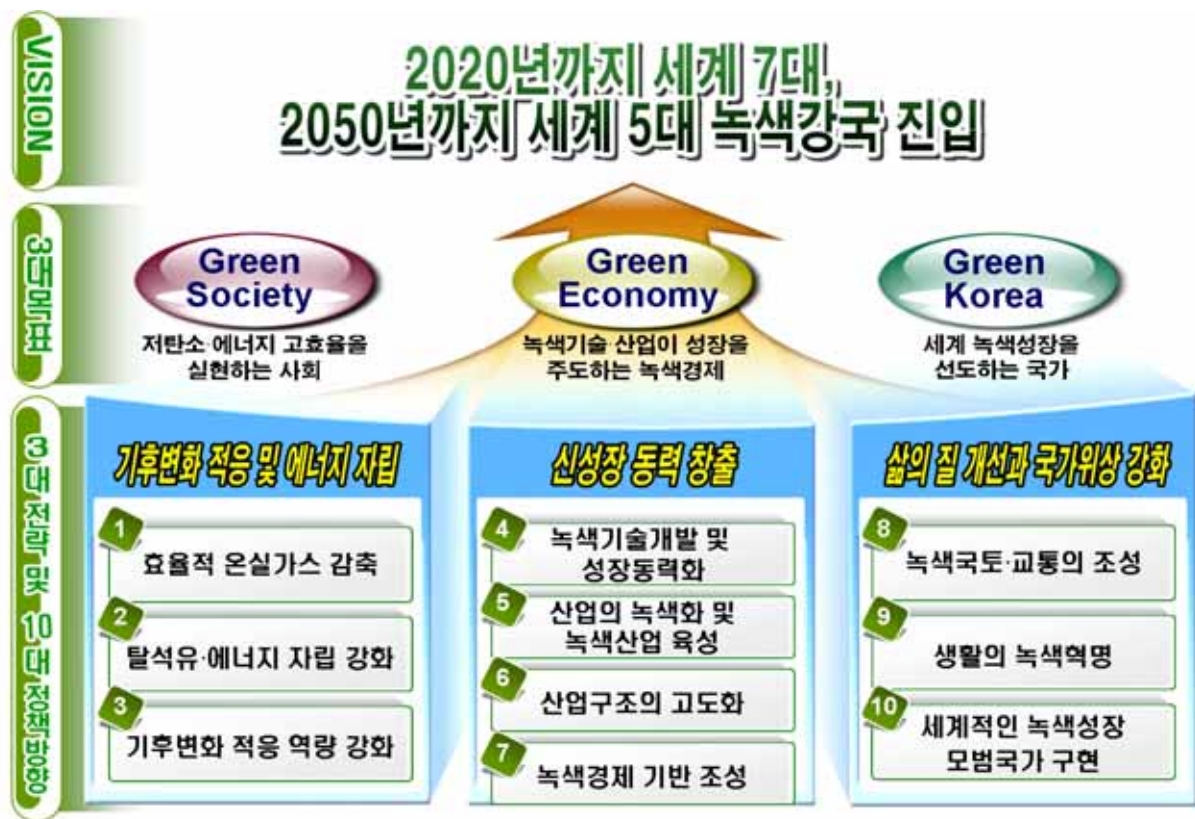 VISION
2020년까지 세계 7대,
2050년까지 세계 5대 녹색강국 진입
3대목표
Green
Society
저탄소·에너지 고효율을
실현하는 사회
Green
Economy
녹색기술·산업이 성장을
주도하는 녹색경제
Green
Korea
세계 녹색성장을
선도하는 국가
3대 전략 및 10대 정책방향
기후변화 적응 및 에너지 자립
1
효율적 온실가스 감축
2
탈석유·에너지 자립 강화
3
기후변화 적응 역량 강화
신성장 동력 창출
4
녹색기술개발 및
성장동력화
5
산업의 녹색화 및
녹색산업 육성
6
산업구조의 고도화
7
녹색경제 기반 조성
삶의 질 개선과 국가위상 강화
8
녹색국토·교통의 조성
9
생활의 녹색혁명
10
세계적인 녹색성장
모범국가 구현